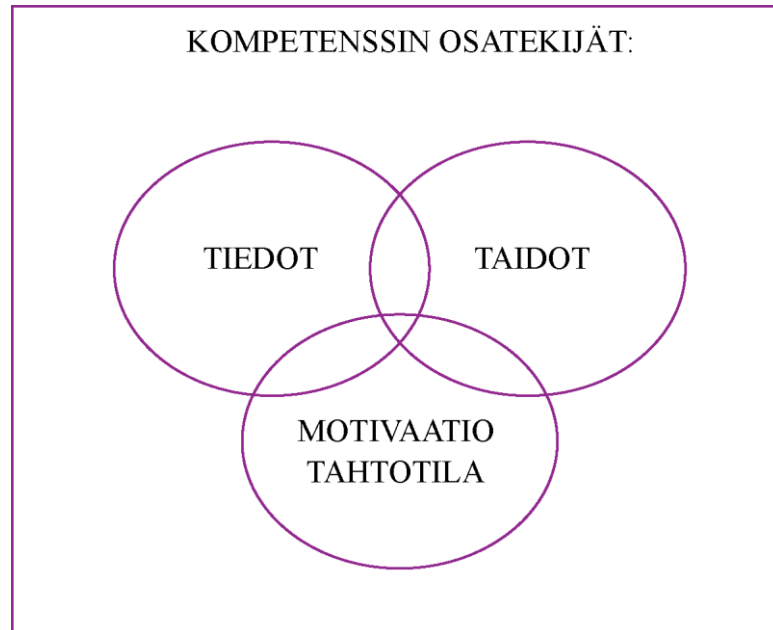 KOMPETENSSIN OSATEKIJÄT:
TIEDOT
TAIDOT
MOTIVAATIO
TAHTOTILA